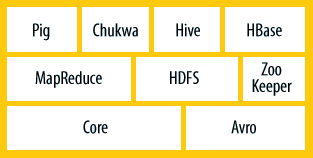 Pig Chukwa Hive HBase
MapReduce HDFS Zoo
Keeper
Core Avro